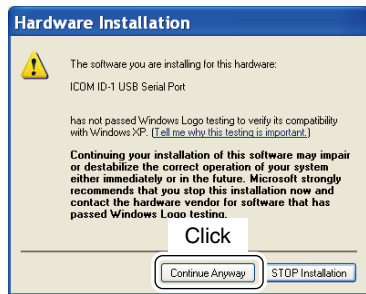 Hardware Installation
The software you are installing for this hardware:
ICOM ID-1 USB Serial Port
has not passed Windows Logo testing to verify its compatibility
with Windows XP. (Tell me why this testing is important.)
Continuing your installation of this software may impair
or destabilize the correct operation of your system
either immediately or in the future. Microsoft strongly
recommends that you stop this installation now and
contact the hardware vendor for software that has
passed Windows Logo testing.
Click
Continue Anyway
STOP Installation